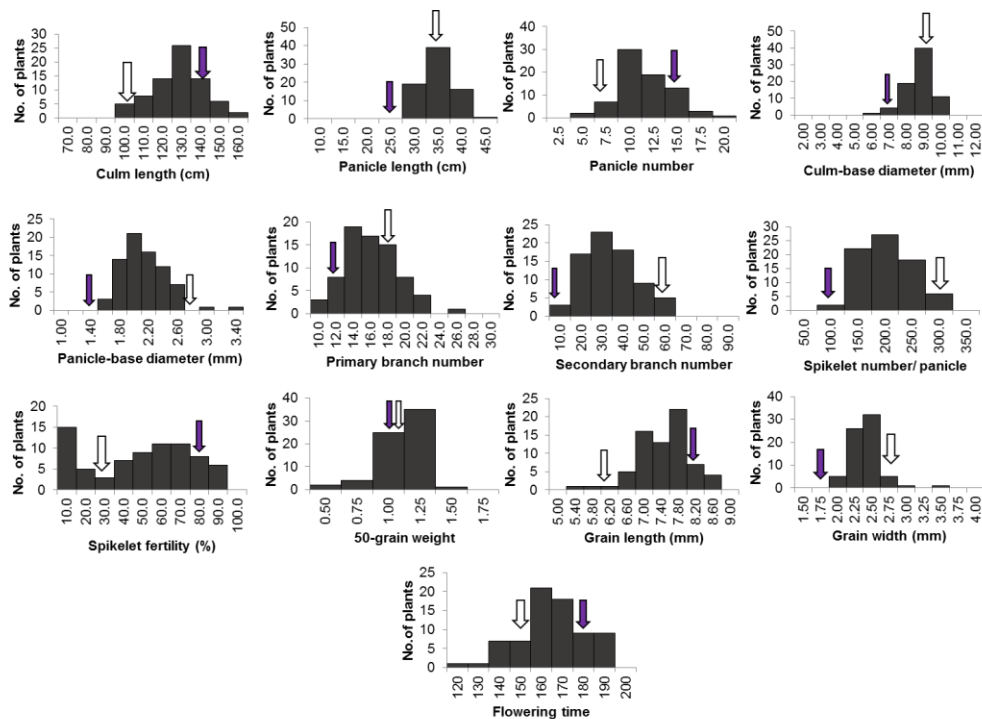 No. of plants
30
25
20
15
10
5
0
70.0 80.0 90.0 100.0 110.0 120.0 130.0 140.0 150.0 160.0
Culm length (cm)
No. of plants
50
40
30
20
10
0
10.0 15.0 20.0 25.0 30.0 35.0 40.0 45.0
Panicle length (cm)
No.of plants
40
30
20
10
0
2.5 5.0 7.5 10.0 12.5 15.0 17.5 20.0
Panicle number
No. of plants
50
40
30
20
10
0
2.00 3.00 4.00 5.00 6.00 7.00 8.00 9.00 10.00 11.00 12.00
Culm-base diameter (mm)
No. of plants
25
20
15
10
5
0
1.00 1.40 1.80 2.20 2.60 3.00 3.40
Panicle-base diameter (mm)
No. of plants
25
20
15
10
5
0
10.0 12.0 14.0 16.0 18.0 20.0 22.0 24.0 26.0 28.0 30.0
Primary branch number
No. of plants
25
20
15
10
5
0
10.0 20.0 30.0 40.0 50.0 60.0 70.0 80.0 90.0
Secondary branch number
No. of plants
30
25
20
15
10
5
0
50.0 100.0 150.0 200.0 250.0 300.0 350.0
Spikelet number/ panicle
No. of plants
20
15
10
5
0
10.0 20.0 30.0 40.0 50.0 60.0 70.0 80.0 90.0 100.0
Spikelet fertility (%)
No. of plants
40
30
20
10
0
0.50 0.75 1.00 1.25 1.50 1.75
50-grain weight
No. of plants
25
20
15
10
5
0
5.00 5.40 5.80 6.20 6.60 7.00 7.40 7.80 8.20 8.60 9.00
Grain length (mm)
No. of plants
40
30
20
10
0
1.50 1.75 2.00 2.25 2.50 2.75 3.00 3.25 3.50 3.75 4.00
Grain width (mm)
No.of plants
25
20
15
10
5
0
120 130 140 150 160 170 180 190 200
Flowering time